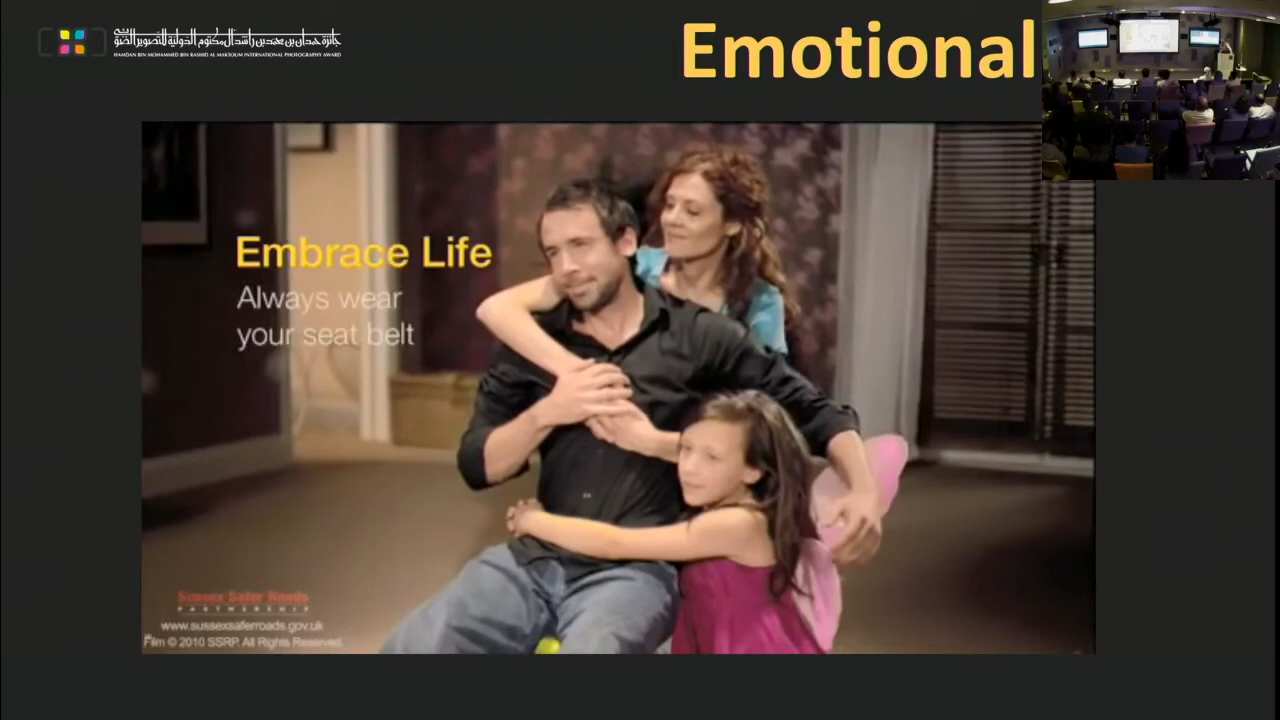 جائزة حمدان بن محمد بن راشد آل مكتوم الدولية للتصوير الضوئي
HAMDAN BIN MOHAMMED BIN RASHID AL MAKTOUM INTERNATIONAL PHOTOGRAPHY AWARD
Emotional
Embrace Life
Always wear
your seat belt
Sussex Safer Roads
PARTNERSHIP
www.sussexsaferroads.gov.uk
Film © 2010 SSRP. All Rights Reserved.